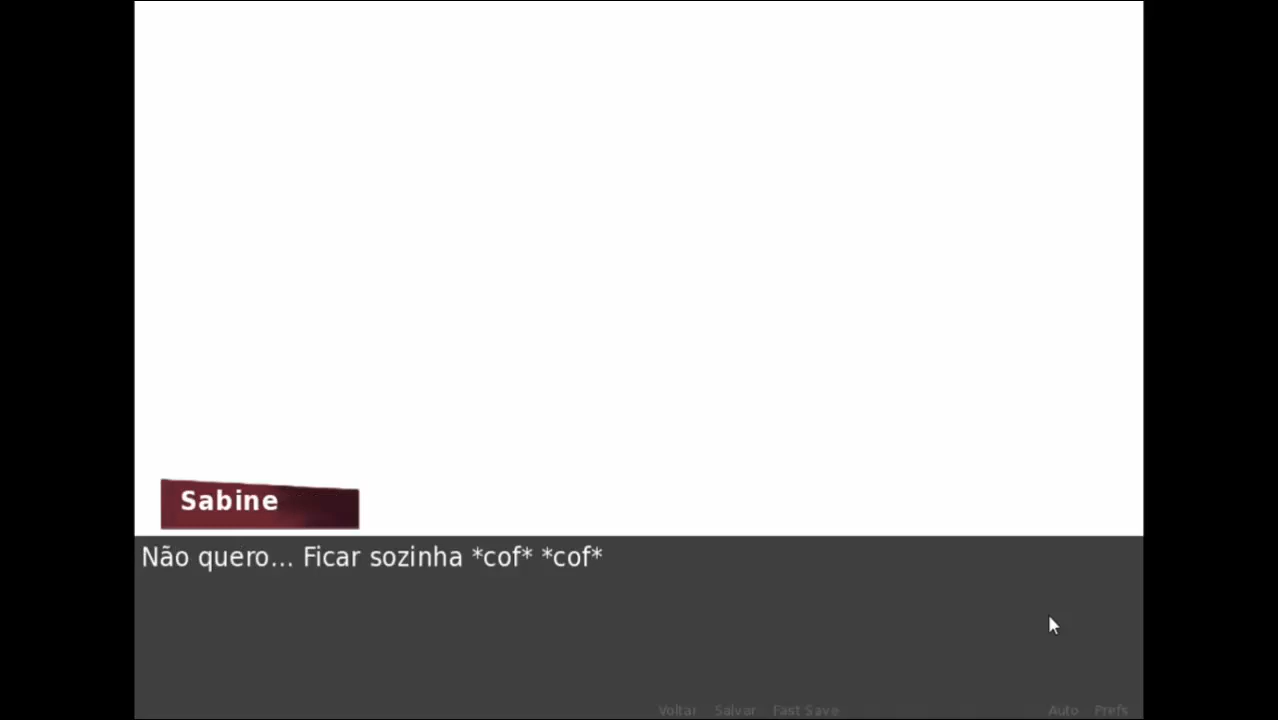 Sabine
Não quero... Ficar sozinha *cof* *cof*
Voltar Salvar Fast Save Auto Prefs